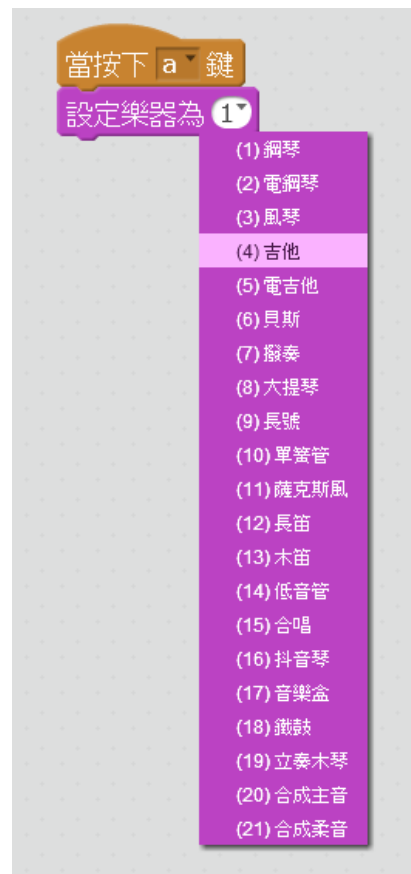 當按下 a 鍵
設定樂器為 1
(1) 鋼琴
(2) 電鋼琴
(3) 風琴
(4) 吉他
(5) 電吉他
(6) 貝斯
(7) 撥奏
(8) 大提琴
(9) 長號
(10) 單簧管
(11) 薩克斯風
(12) 長笛
(13) 木笛
(14) 低音管
(15) 合唱
(16) 抖音琴
(17) 音樂盒
(18) 鐵鼓
(19) 立奏木琴
(20) 合成主音
(21) 合成柔音